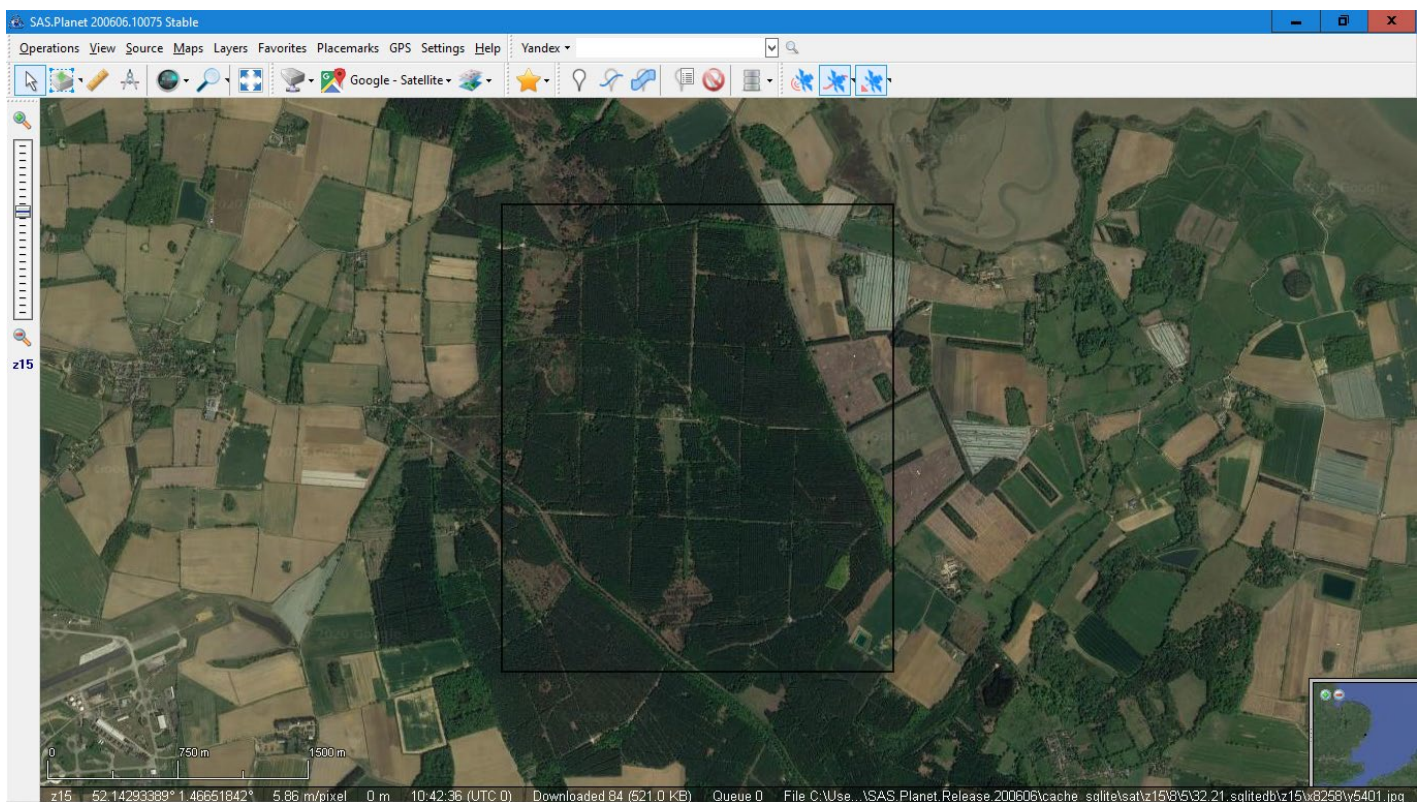 SAS.Planet 200606.10075 Stable
Operations View Source Maps Layers Favorites Placemarks GPS Settings Help Yandex
Google - Satellite
z15
0 750 m 1500 m
z15 52.14293389° 1.46651842° 5.86 m/pixel 0 m 10:42:36 (UTC 0) Downloaded 84 (521.0 KB) Queue 0 File C:\Use...\SAS.Planet.Release.200606\cache_sqlite\sat\z15\8\5\32.21.sqlitedb\z15\x8258\y5401.jpg